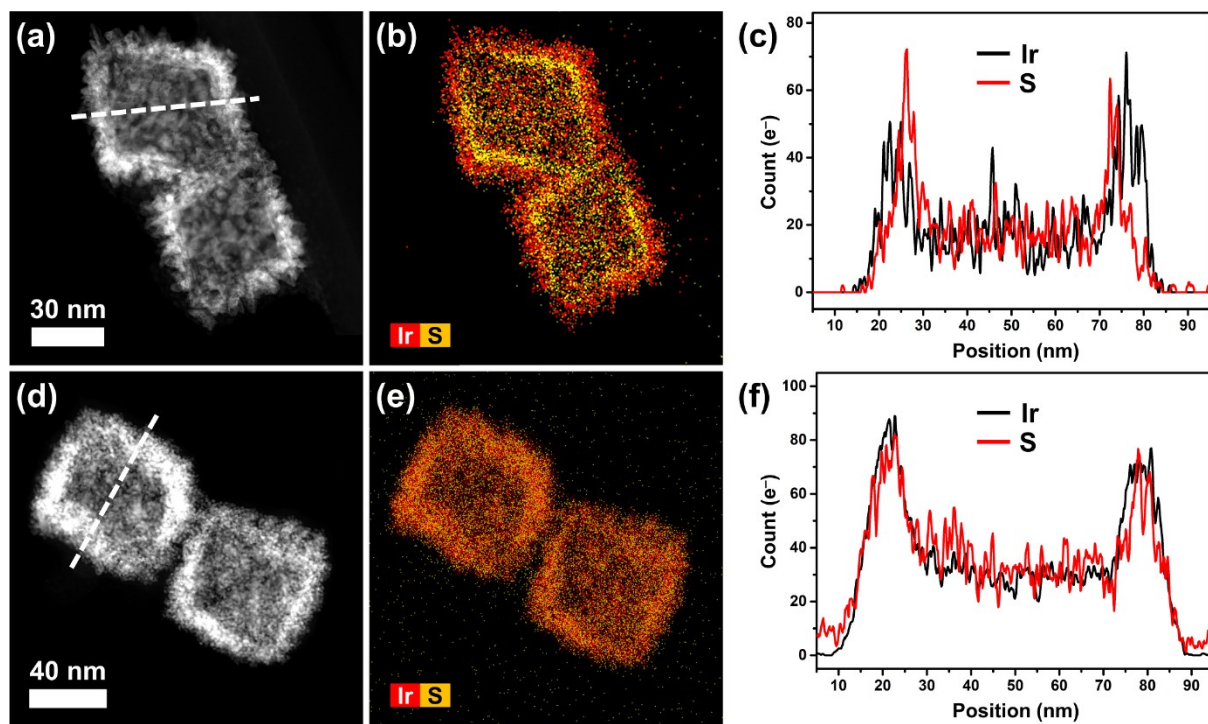 (a)
30 nm
(b)
Ir S
(c)
Ir
S
Count (e⁻)
80
60
40
20
0
10 20 30 40 50 60 70 80 90
Position (nm)
(d)
40 nm
(e)
Ir S
(f)
Ir
S
Count (e⁻)
100
80
60
40
20
0
10 20 30 40 50 60 70 80 90
Position (nm)